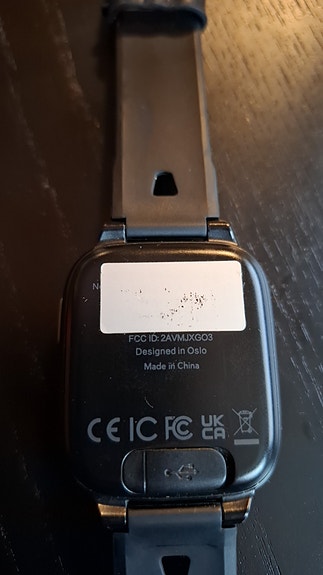 FCC ID: 2AVMJXGO3
Designed in Oslo
Made in China
CE IC FC UK
CA